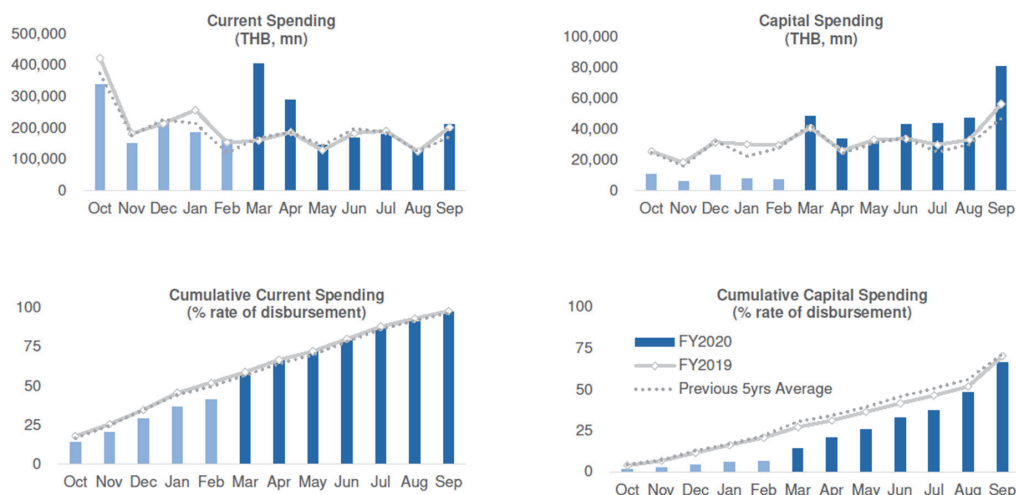 Current Spending
(THB, mn)
500,000
400,000
300,000
200,000
100,000
0
Oct Nov Dec Jan Feb Mar Apr May Jun Jul Aug Sep
Capital Spending
(THB, mn)
100,000
80,000
60,000
40,000
20,000
0
Oct Nov Dec Jan Feb Mar Apr May Jun Jul Aug Sep
Cumulative Current Spending
(% rate of disbursement)
100
75
50
25
0
Oct Nov Dec Jan Feb Mar Apr May Jun Jul Aug Sep
Cumulative Capital Spending
(% rate of disbursement)
100
75
50
25
0
FY2020
FY2019
Previous 5yrs Average
Oct Nov Dec Jan Feb Mar Apr May Jun Jul Aug Sep